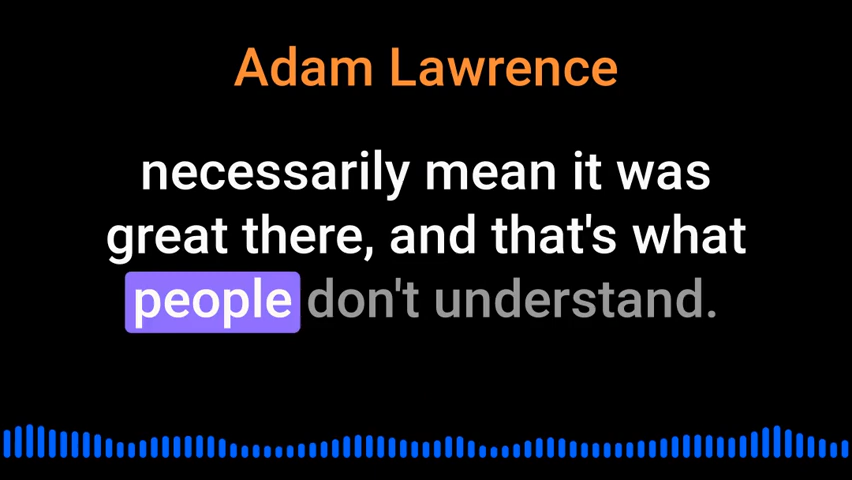 Adam Lawrence
necessarily mean it was
great there, and that's what
people don't understand.